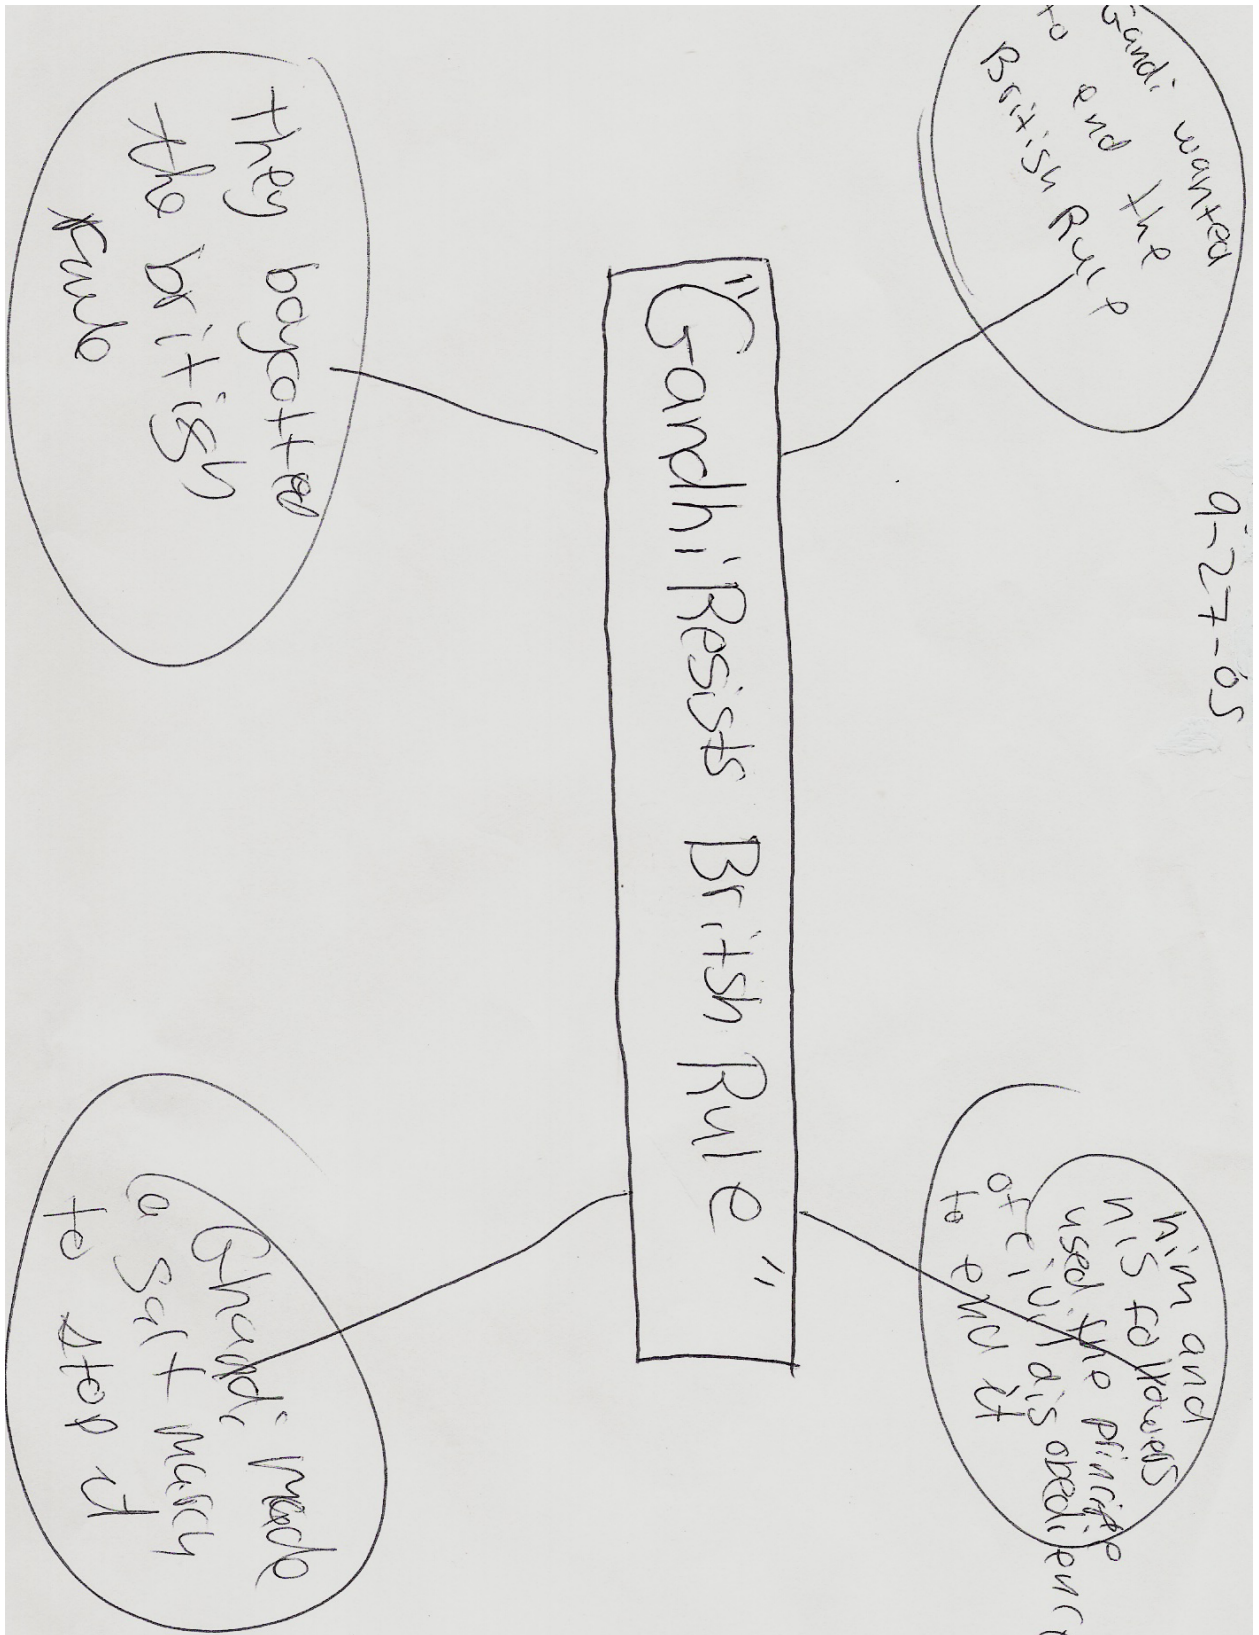 9-27-05
Gandi wanted
to end the
British Rule
him and
his followers
used the principle
of civil disobedienc
to end it
"Gandhi Resists British Rule"
They boycotted
the british
rule
Ghandi made
a salt march
to stop it